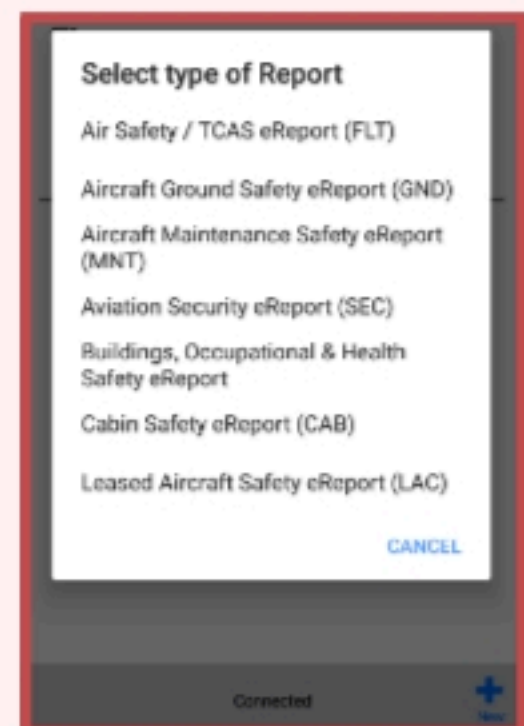 Select type of Report
Air Safety / TCAS eReport (FLT)
Aircraft Ground Safety eReport (GND)
Aircraft Maintenance Safety eReport
(MNT)
Aviation Security eReport (SEC)
Buildings, Occupational & Health
Safety eReport
Cabin Safety eReport (CAB)
Leased Aircraft Safety eReport (LAC)
CANCEL
Connected
New